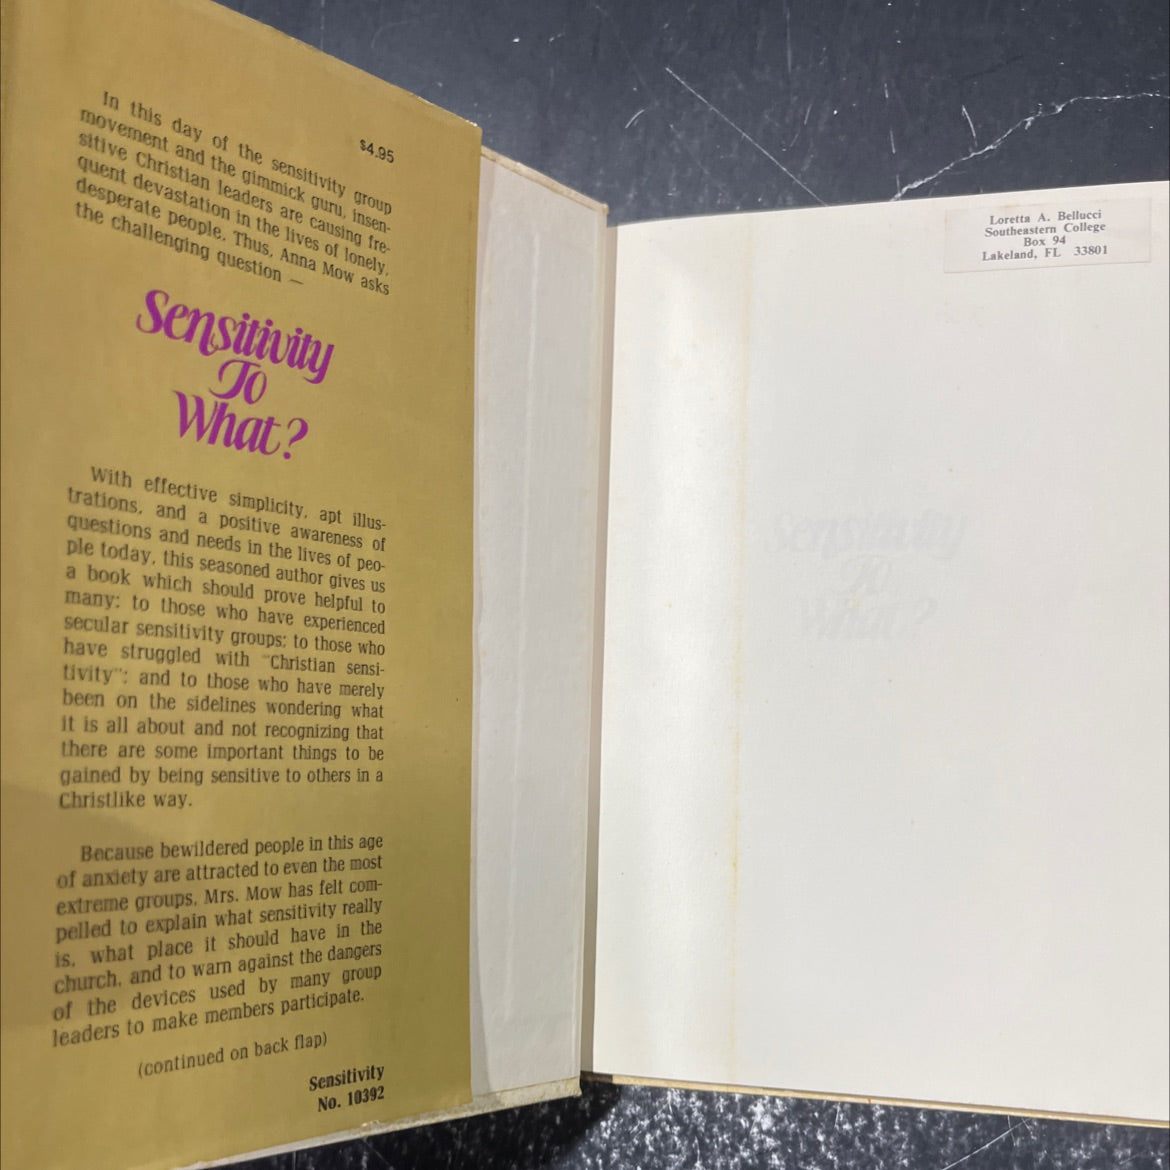 $4.95
In this day of the sensitivity group
movement and the gimmick guru, insen-
sitive Christian leaders are causing fre-
quent devastation in the lives of lonely,
desperate people. Thus, Anna Mow asks
the challenging question —
Sensitivity
To
What?
With effective simplicity, apt illus-
trations, and a positive awareness of
questions and needs in the lives of peo-
ple today, this seasoned author gives us
a book which should prove helpful to
many: to those who have experienced
secular sensitivity groups; to those who
have struggled with "Christian sensi-
tivity"; and to those who have merely
been on the sidelines wondering what
it is all about and not recognizing that
there are some important things to be
gained by being sensitive to others in a
Christlike way.
Because bewildered people in this age
of anxiety are attracted to even the most
extreme groups, Mrs. Mow has felt com-
pelled to explain what sensitivity really
is, what place it should have in the
church, and to warn against the dangers
of the devices used by many group
leaders to make members participate.
(continued on back flap)
Sensitivity
No. 10392
Loretta A. Bellucci
Southeastern College
Box 94
Lakeland, FL 33801
Sensitivity
To
What?